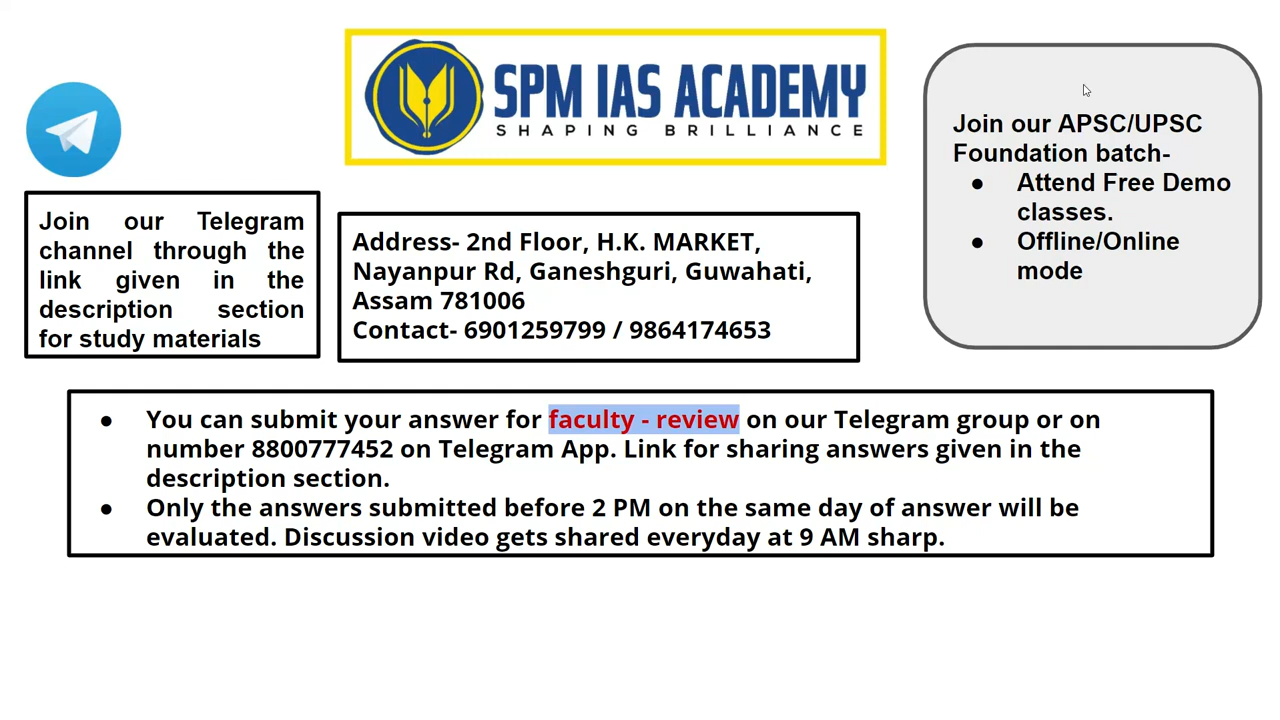 SPM IAS ACADEMY
SHAPING BRILLIANCE
Join our APSC/UPSC
Foundation batch-
● Attend Free Demo
classes.
● Offline/Online
mode
Join our Telegram
channel through the
link given in the
description section
for study materials
Address- 2nd Floor, H.K. MARKET,
Nayanpur Rd, Ganeshguri, Guwahati,
Assam 781006
Contact- 6901259799 / 9864174653
● You can submit your answer for faculty - review on our Telegram group or on
number 8800777452 on Telegram App. Link for sharing answers given in the
description section.
● Only the answers submitted before 2 PM on the same day of answer will be
evaluated. Discussion video gets shared everyday at 9 AM sharp.